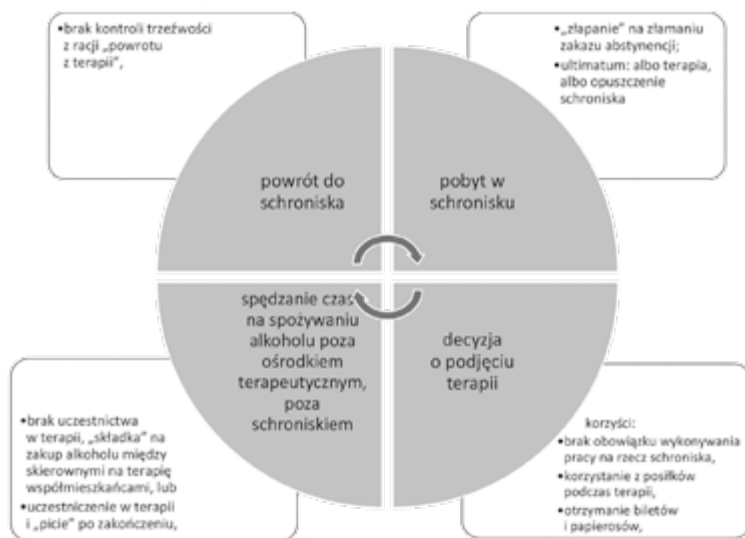 •brak kontroli trzeźwości
z racji „powrotu
z terapii”,
•„złapanie” na złamaniu
zakazu abstynencji;
•ultimatum: albo terapia,
albo opuszczenie
schroniska
powrót do
schroniska
pobyt w
schronisku
spędzanie czas
na spożywaniu
alkoholu poza
ośrodkiem
terapeutycznym,
poza
schroniskiem
decyzja
o podjęciu
terapii
•brak uczestnictwa
w terapii, „składka” na
zakup alkoholu między
skierownymi na terapię
współmieszkańcami, lub
•uczestniczenie w terapii
i „picie” po zakończeniu,
korzyści:
•brak obowiązku wykonywania
pracy na rzecz schroniska,
•korzystanie z posiłków
podczas terapii,
•otrzymanie biletów
i papierosów,